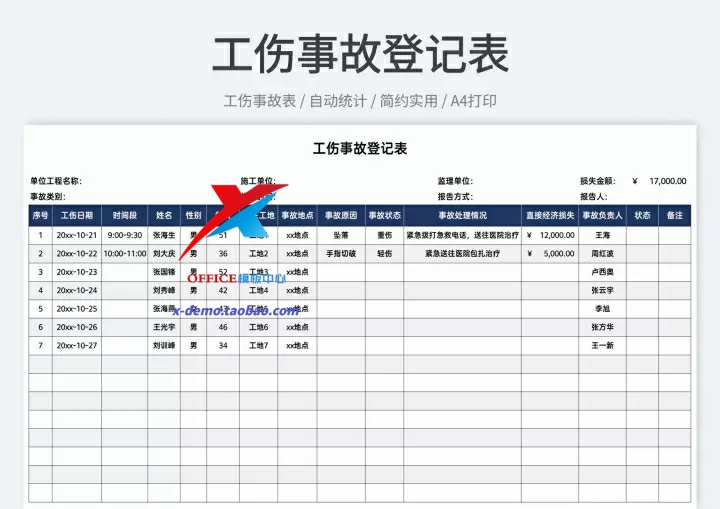 工伤事故登记表
工伤事故表 / 自动统计 / 简约实用 / A4打印
工伤事故登记表
单位工程名称： 施工单位： 监理单位： 损失金额： ¥ 17,000.00
事故类别： 报告方式： 报告人：
序号 工伤日期 时间段 姓名 性别 工地 事故地点 事故原因 事故状态 事故处理情况 直接经济损失 事故负责人 状态 备注
1 20xx-10-21 9:00-9:30 张海生 男 51 工地1 xx地点 坠落 重伤 紧急拨打急救电话，送往医院治疗 ¥ 12,000.00 王海
2 20xx-10-22 10:00-11:00 刘大庆 男 36 工地2 xx地点 手指切破 轻伤 紧急送往医院包扎治疗 ¥ 5,000.00 周红波
3 20xx-10-23 张国锋 男 52 工地3 xx地点 卢西奥
OFFICE模板中心
4 20xx-10-24 刘秀峰 男 42 工地4 xx地点 张云宇
5 20xx-10-25 张海燕 xx地点 李旭
x-demo.taobao.com
6 20xx-10-26 王光宇 男 46 工地6 xx地点 张方华
7 20xx-10-27 刘训峰 男 34 工地7 xx地点 王一新